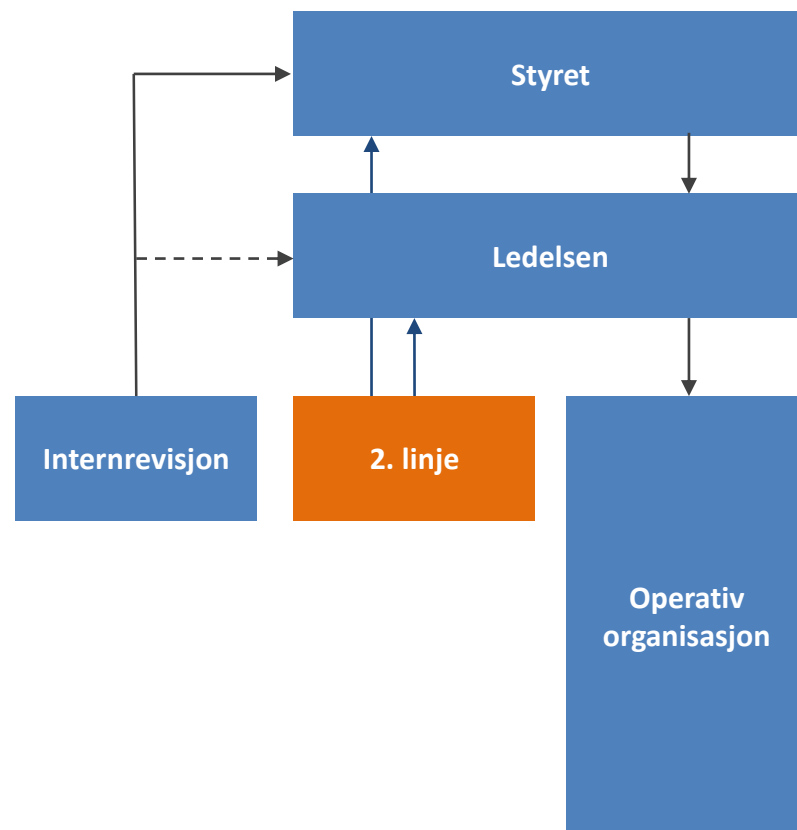 Styret
Ledelsen
Internrevisjon
2. linje
Operativ
organisasjon